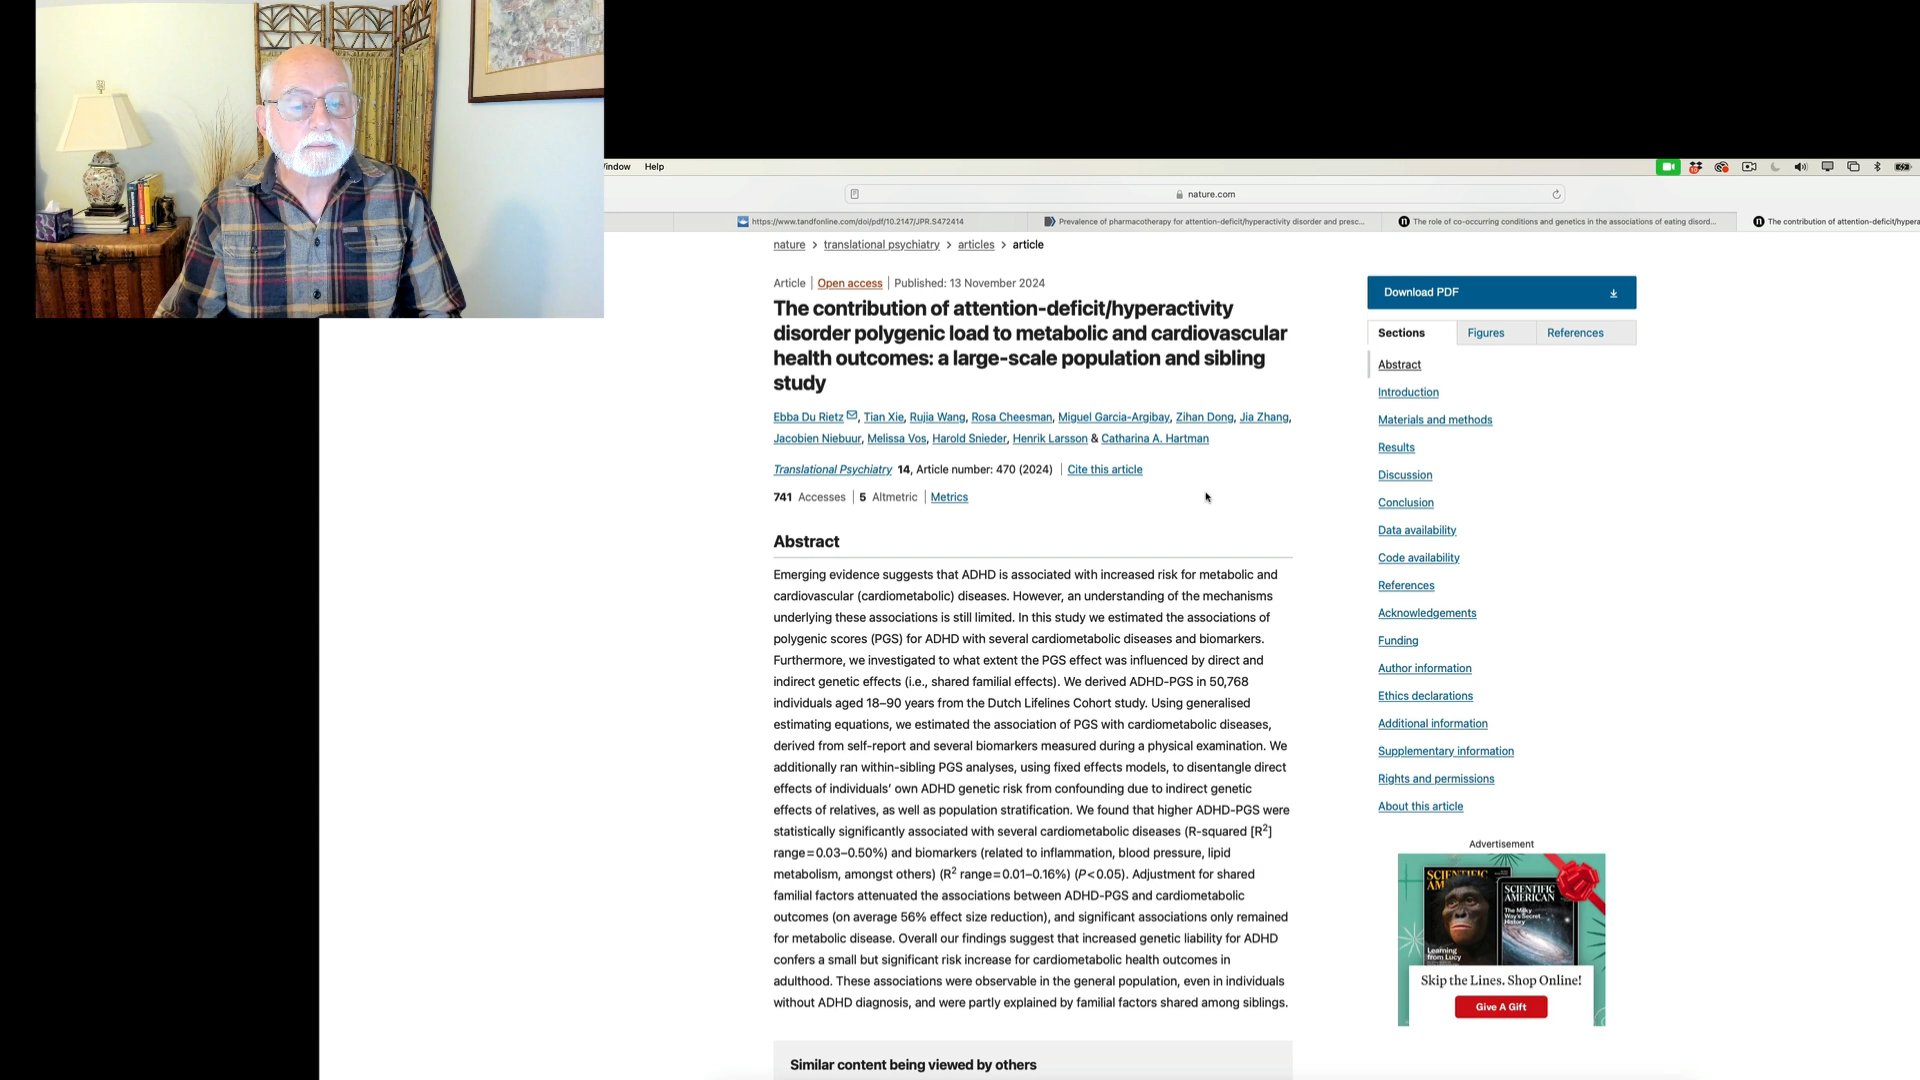 indow Help
nature.com
https://www.tandfonline.com/doi/pdf/10.2147/JPR.S472414
Prevalence of pharmacotherapy for attention-deficit/hyperactivity disorder and presc...
The role of co-occurring conditions and genetics in the associations of eating disord...
The contribution of attention-deficit/hypera
nature > translational psychiatry > articles > article
Article | Open access | Published: 13 November 2024
The contribution of attention-deficit/hyperactivity
disorder polygenic load to metabolic and cardiovascular
health outcomes: a large-scale population and sibling
study
Ebba Du Rietz, Tian Xie, Rujia Wang, Rosa Cheesman, Miguel Garcia-Argibay, Zihan Dong, Jia Zhang,
Jacobien Niebuur, Melissa Vos, Harold Snieder, Henrik Larsson & Catharina A. Hartman
Translational Psychiatry 14, Article number: 470 (2024) | Cite this article
741 Accesses | 5 Altmetric | Metrics
Abstract
Emerging evidence suggests that ADHD is associated with increased risk for metabolic and
cardiovascular (cardiometabolic) diseases. However, an understanding of the mechanisms
underlying these associations is still limited. In this study we estimated the associations of
polygenic scores (PGS) for ADHD with several cardiometabolic diseases and biomarkers.
Furthermore, we investigated to what extent the PGS effect was influenced by direct and
indirect genetic effects (i.e., shared familial effects). We derived ADHD-PGS in 50,768
individuals aged 18–90 years from the Dutch Lifelines Cohort study. Using generalised
estimating equations, we estimated the association of PGS with cardiometabolic diseases,
derived from self-report and several biomarkers measured during a physical examination. We
additionally ran within-sibling PGS analyses, using fixed effects models, to disentangle direct
effects of individuals' own ADHD genetic risk from confounding due to indirect genetic
effects of relatives, as well as population stratification. We found that higher ADHD-PGS were
statistically significantly associated with several cardiometabolic diseases (R-squared [R²]
range=0.03–0.50%) and biomarkers (related to inflammation, blood pressure, lipid
metabolism, amongst others) (R² range=0.01–0.16%) (P<0.05). Adjustment for shared
familial factors attenuated the associations between ADHD-PGS and cardiometabolic
outcomes (on average 56% effect size reduction), and significant associations only remained
for metabolic disease. Overall our findings suggest that increased genetic liability for ADHD
confers a small but significant risk increase for cardiometabolic health outcomes in
adulthood. These associations were observable in the general population, even in individuals
without ADHD diagnosis, and were partly explained by familial factors shared among siblings.
Similar content being viewed by others
Download PDF
Sections Figures References
Abstract
Introduction
Materials and methods
Results
Discussion
Conclusion
Data availability
Code availability
References
Acknowledgements
Funding
Author information
Ethics declarations
Additional information
Supplementary information
Rights and permissions
About this article
Advertisement
SCIENTIFIC
AM
SCIENTIFIC
AMERICAN
The Milky
Way's Secret
History
Learning
from Lucy
Skip the Lines. Shop Online!
Give A Gift